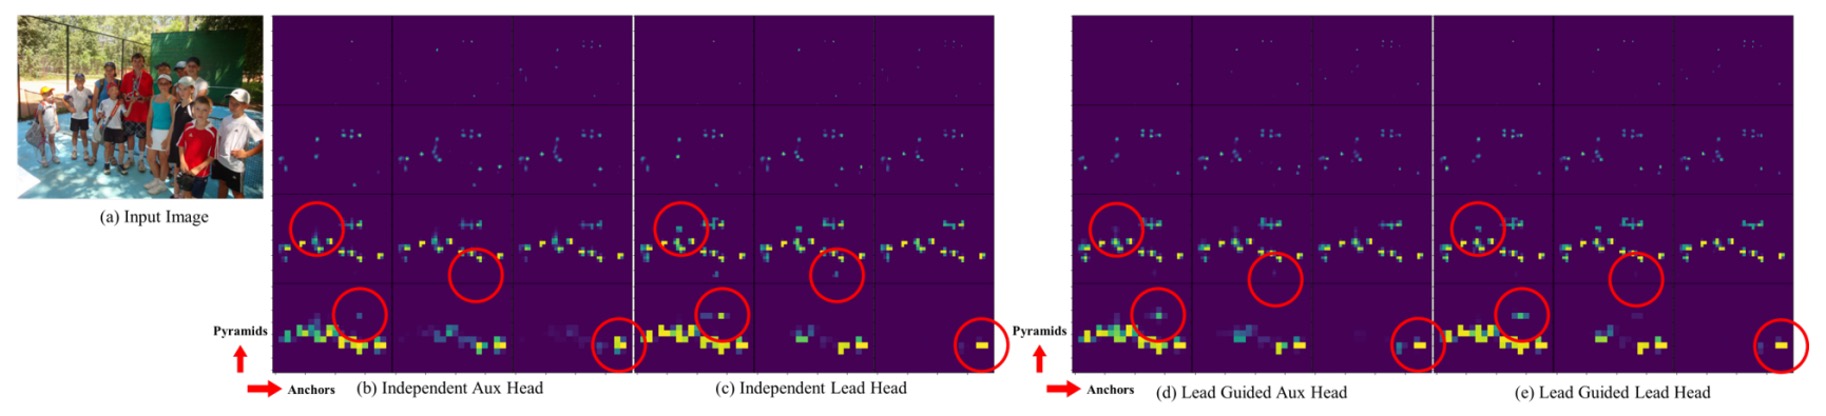 (a) Input Image
Pyramids
Anchors
(b) Independent Aux Head
(c) Independent Lead Head
Pyramids
Anchors
(d) Lead Guided Aux Head
(e) Lead Guided Lead Head